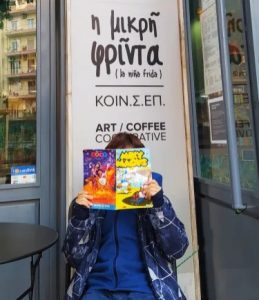 η μικρή
φρίντα
( la niña frida )
ΚΟΙΝ.Σ.ΕΠ.
ART / COFFEE
COOPERATIVE